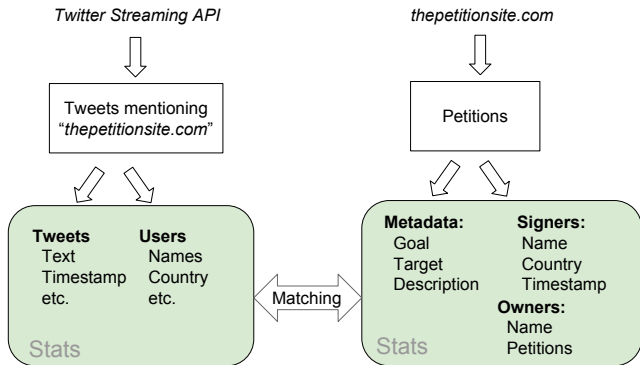 Twitter Streaming API
thepetitionsite.com
Tweets mentioning
“thepetitionsite.com”
Petitions
Tweets
Text
Timestamp
etc.
Users
Names
Country
etc.
Stats
Matching
Metadata:
Goal
Target
Description
Signers:
Name
Country
Timestamp
Owners:
Name
Petitions
Stats